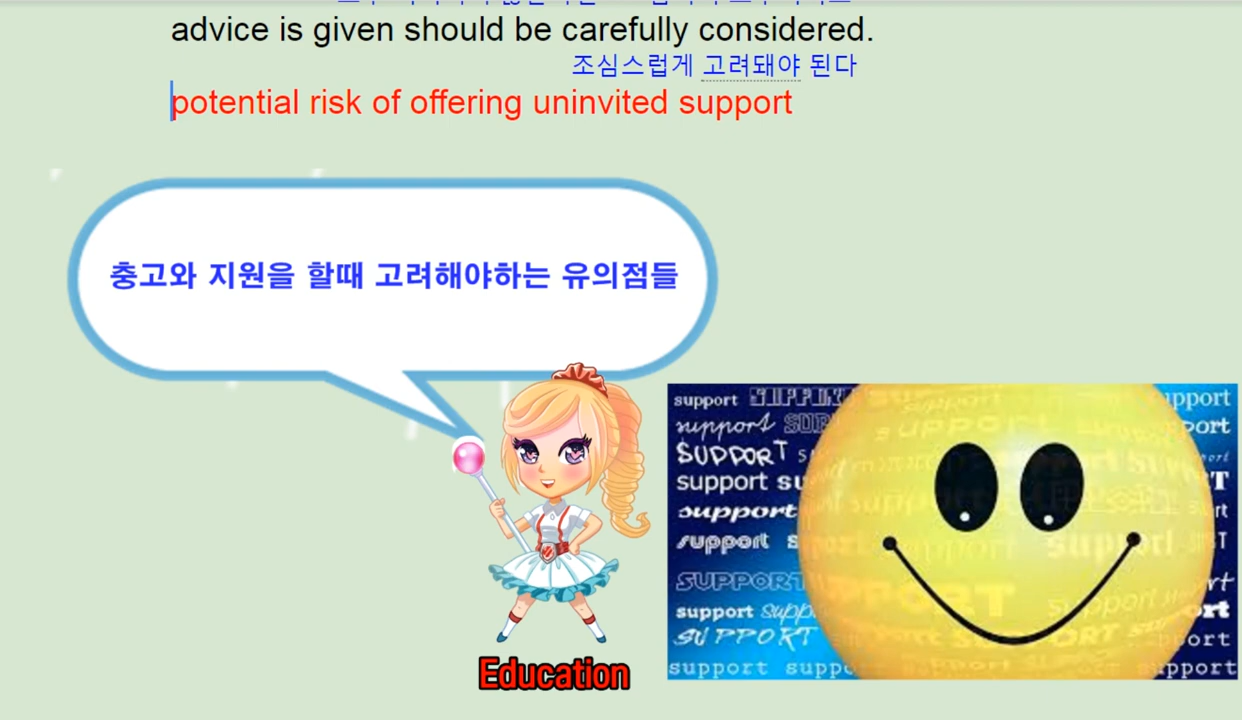 advice is given should be carefully considered.
조심스럽게 고려돼야 된다
potential risk of offering uninvited support
충고와 지원을 할때 고려해야하는 유의점들
Education
support SUPPORT
support
SUPPORT
support
support
support
SUPPORT
support
SUPPORT
support support
support